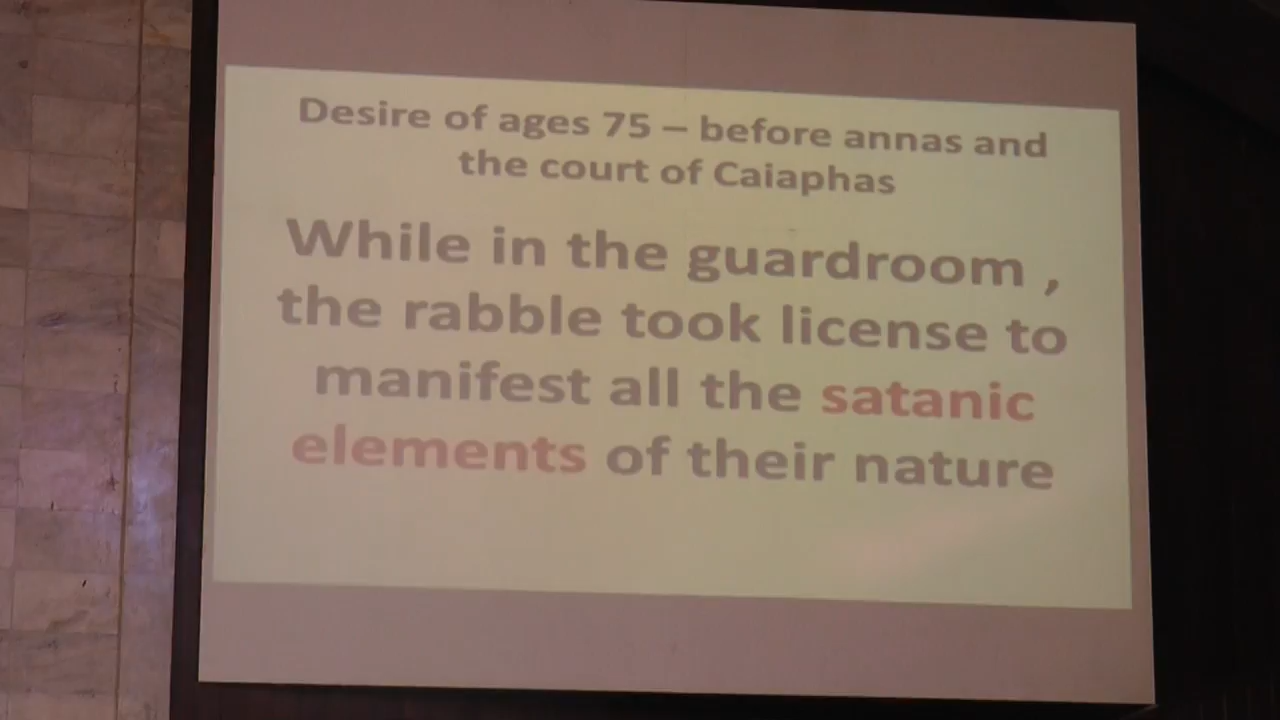 Desire of ages 75 – before annas and
the court of Caiaphas
While in the guardroom ,
the rabble took license to
manifest all the satanic
elements of their nature